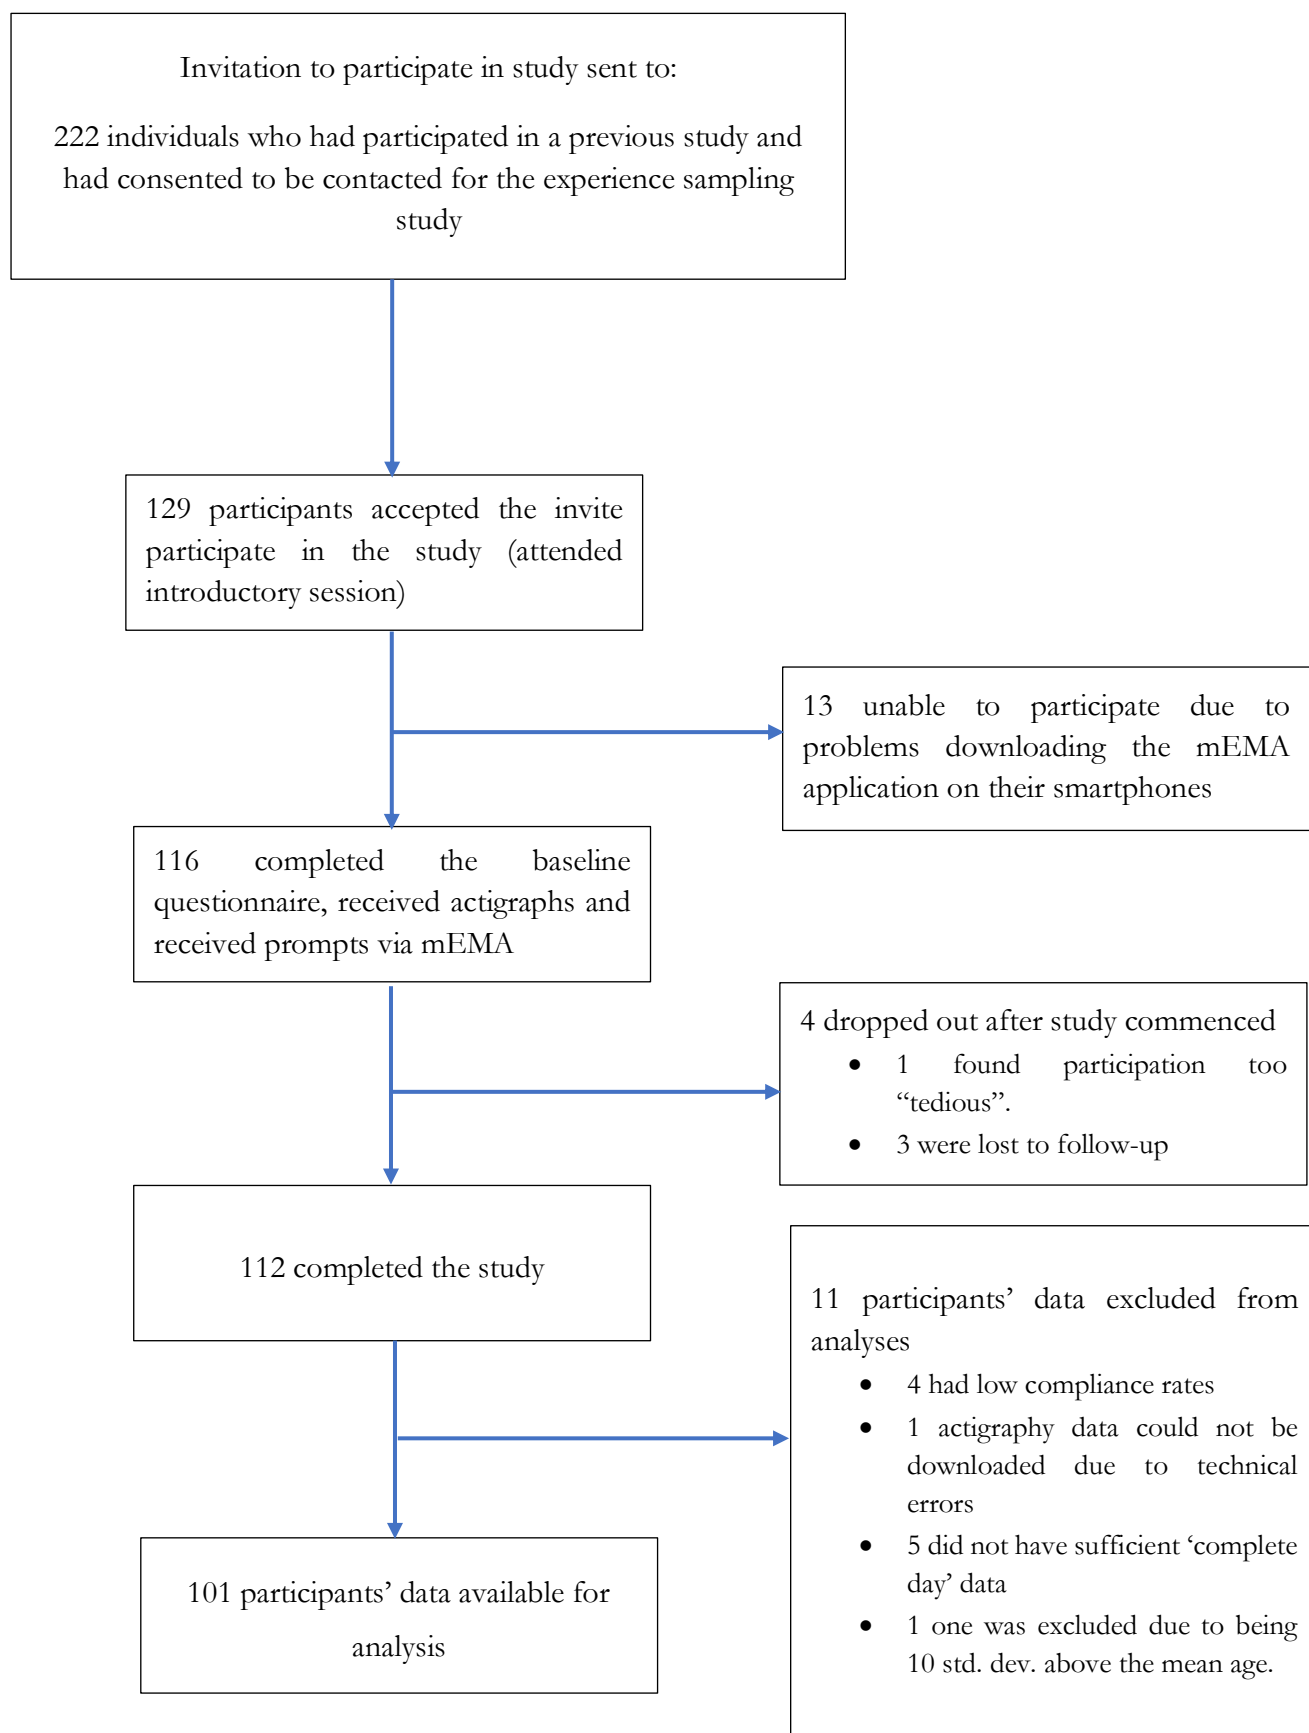 Invitation to participate in study sent to:
222 individuals who had participated in a previous study and
had consented to be contacted for the experience sampling
study
129 participants accepted the invite
participate in the study (attended
introductory session)
13 unable to participate due to
problems downloading the mEMA
application on their smartphones
116 completed the baseline
questionnaire, received actigraphs and
received prompts via mEMA
4 dropped out after study commenced
• 1 found participation too
“tedious”.
• 3 were lost to follow-up
112 completed the study
11 participants’ data excluded from
analyses
• 4 had low compliance rates
• 1 actigraphy data could not be
downloaded due to technical
errors
• 5 did not have sufficient ‘complete
day’ data
• 1 one was excluded due to being
10 std. dev. above the mean age.
101 participants’ data available for
analysis